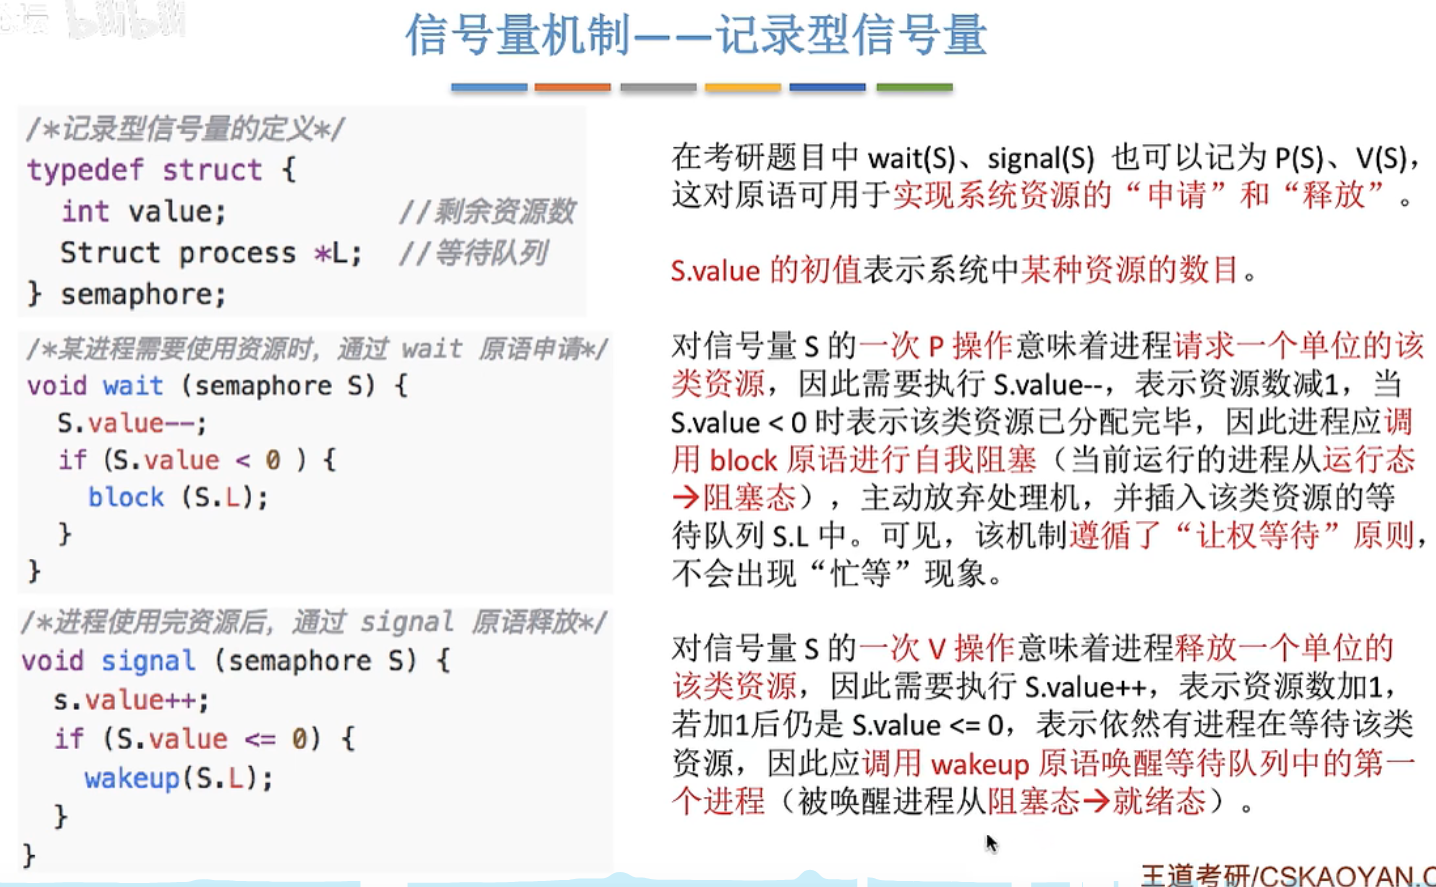 信号量机制——记录型信号量
/*记录型信号量的定义*/
typedef struct {
int value; //剩余资源数
Struct process *L; //等待队列
} semaphore;
/*某进程需要使用资源时，通过 wait 原语申请*/
void wait (semaphore S) {
S.value--;
if (S.value < 0 ) {
block (S.L);
}
}
/*进程使用完资源后，通过 signal 原语释放*/
void signal (semaphore S) {
s.value++;
if (S.value <= 0) {
wakeup(S.L);
}
}
在考研题目中 wait(S)、signal(S) 也可以记为 P(S)、V(S)，
这对原语可用于实现系统资源的“申请”和“释放”。
S.value 的初值表示系统中某种资源的数目。
对信号量 S 的一次 P 操作意味着进程请求一个单位的该
类资源，因此需要执行 S.value--，表示资源数减1，当
S.value < 0 时表示该类资源已分配完毕，因此进程应调
用 block 原语进行自我阻塞（当前运行的进程从运行态
→阻塞态），主动放弃处理机，并插入该类资源的等
待队列 S.L 中。可见，该机制遵循了“让权等待”原则，
不会出现“忙等”现象。
对信号量 S 的一次 V 操作意味着进程释放一个单位的
该类资源，因此需要执行 S.value++，表示资源数加1，
若加1后仍是 S.value <= 0，表示依然有进程在等待该类
资源，因此应调用 wakeup 原语唤醒等待队列中的第一
个进程（被唤醒进程从阻塞态→就绪态）。
王道考研/CSKAOYAN.C